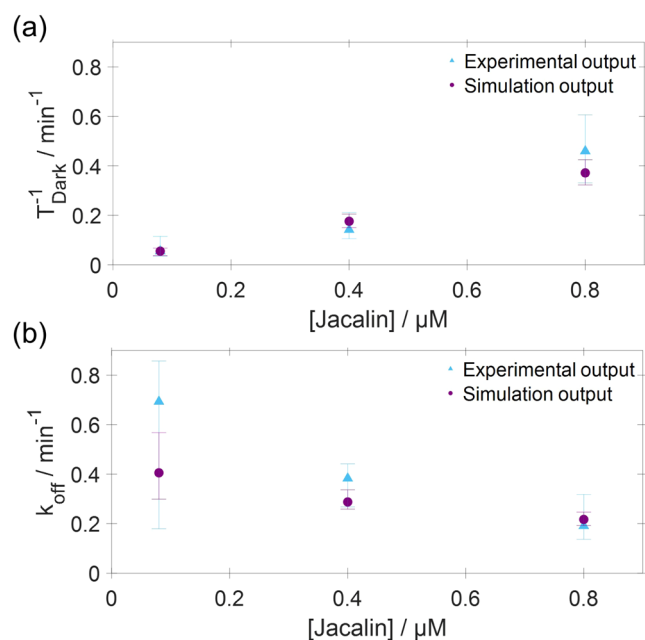 (a)
Experimental output
Simulation output
T⁻¹Dark / min⁻¹
0.8
0.6
0.4
0.2
0
0 0.2 0.4 0.6 0.8
[Jacalin] / µM
(b)
Experimental output
Simulation output
koff / min⁻¹
0.8
0.6
0.4
0.2
0
0 0.2 0.4 0.6 0.8
[Jacalin] / µM